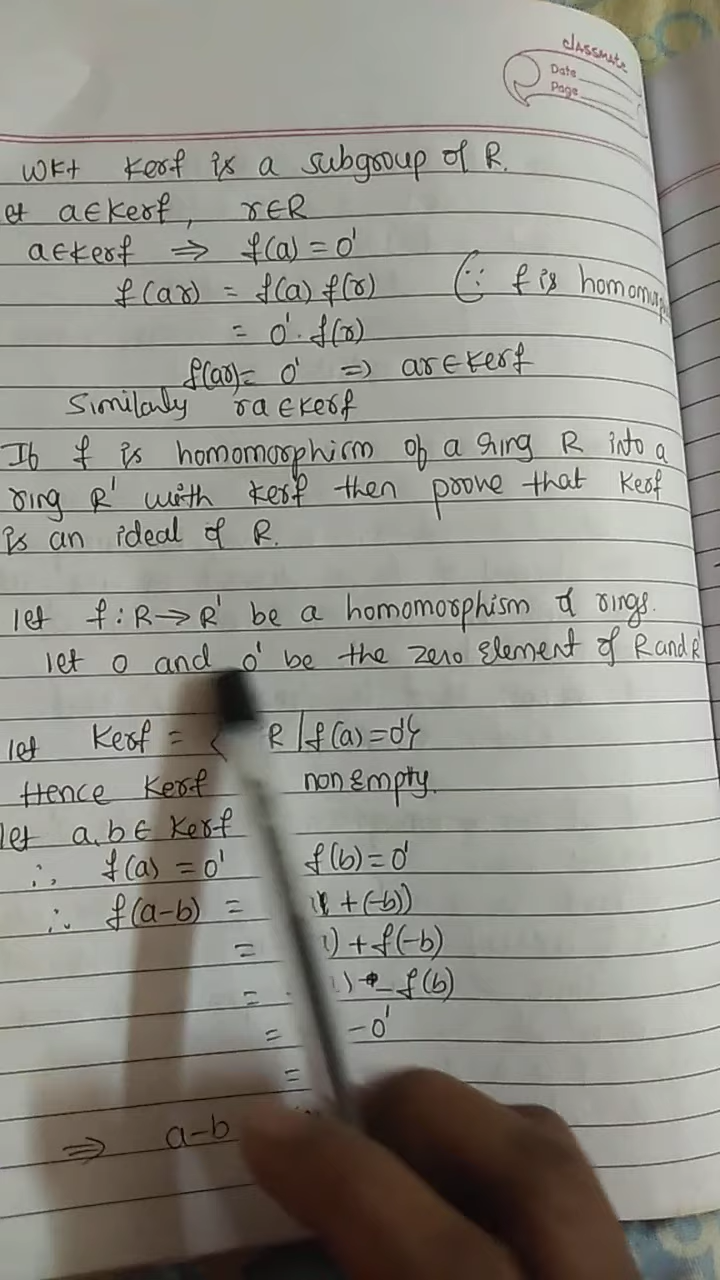 classmate
Date
Page
WKt Kerf is a subgroup of R.
et a∈Kerf, r∈R
a∈Kerf ⇒ f(a) = 0'
f(ar) = f(a) f(r) (∵ f is homomorp
= 0'. f(r)
f(ar)= 0' ⇒ ar∈Kerf
Similarly ra∈Kerf
If f is homomorphism of a ring R into a
ring R' with Kerf then prove that Kerf
is an ideal of R.
let f:R→R' be a homomorphism of rings.
let 0 and 0' be the zero element of R and R'
let Kerf = { R | f(a)=0'}
Hence Kerf non empty.
let a,b∈ Kerf
∴ f(a) = 0' f(b)=0'
∴ f(a-b) = +(-b))
= ) + f(-b)
= ) - f(b)
= -0'
=
⇒ a-b